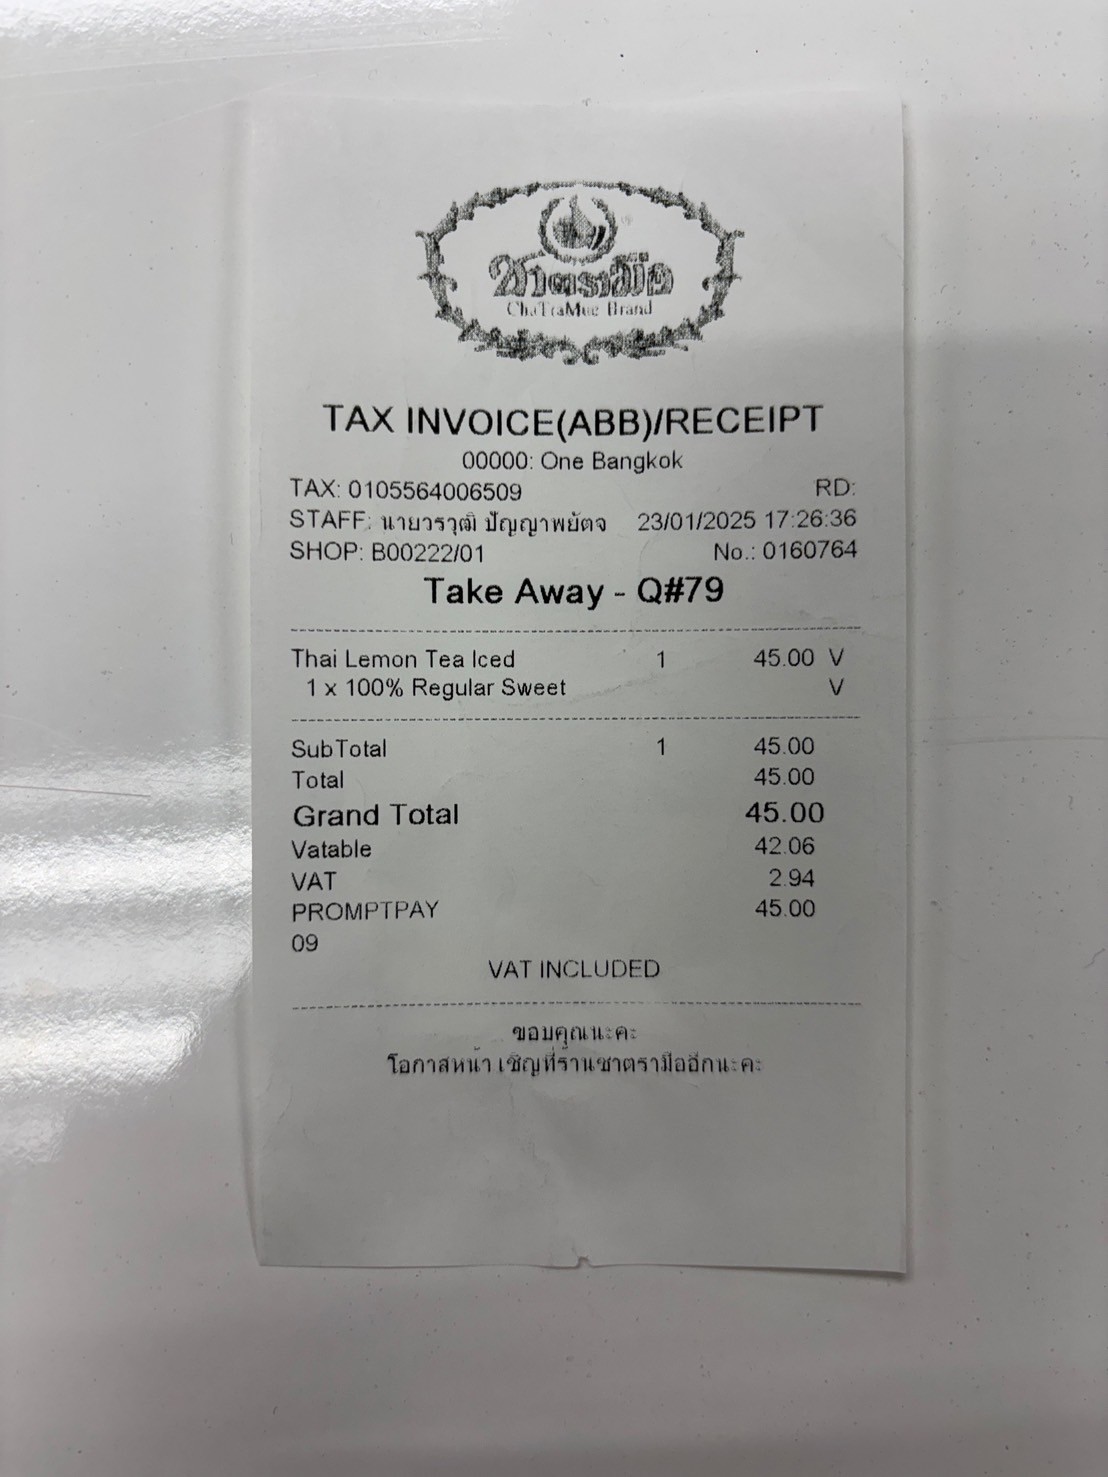 ชาตรามือ
ChaTraMue Brand
TAX INVOICE(ABB)/RECEIPT
00000: One Bangkok
TAX: 0105564006509 RD:
STAFF: นายวรวุฒิ ปัญญาพยัตจ 23/01/2025 17:26:36
SHOP: B00222/01 No.: 0160764
Take Away - Q#79
Thai Lemon Tea Iced 1 45.00 V
1 x 100% Regular Sweet V
SubTotal 1 45.00
Total 45.00
Grand Total 45.00
Vatable 42.06
VAT 2.94
PROMPTPAY 45.00
09
VAT INCLUDED
ขอบคุณนะคะ
โอกาสหน้า เชิญที่ร้านชาตรามืออีกนะคะ